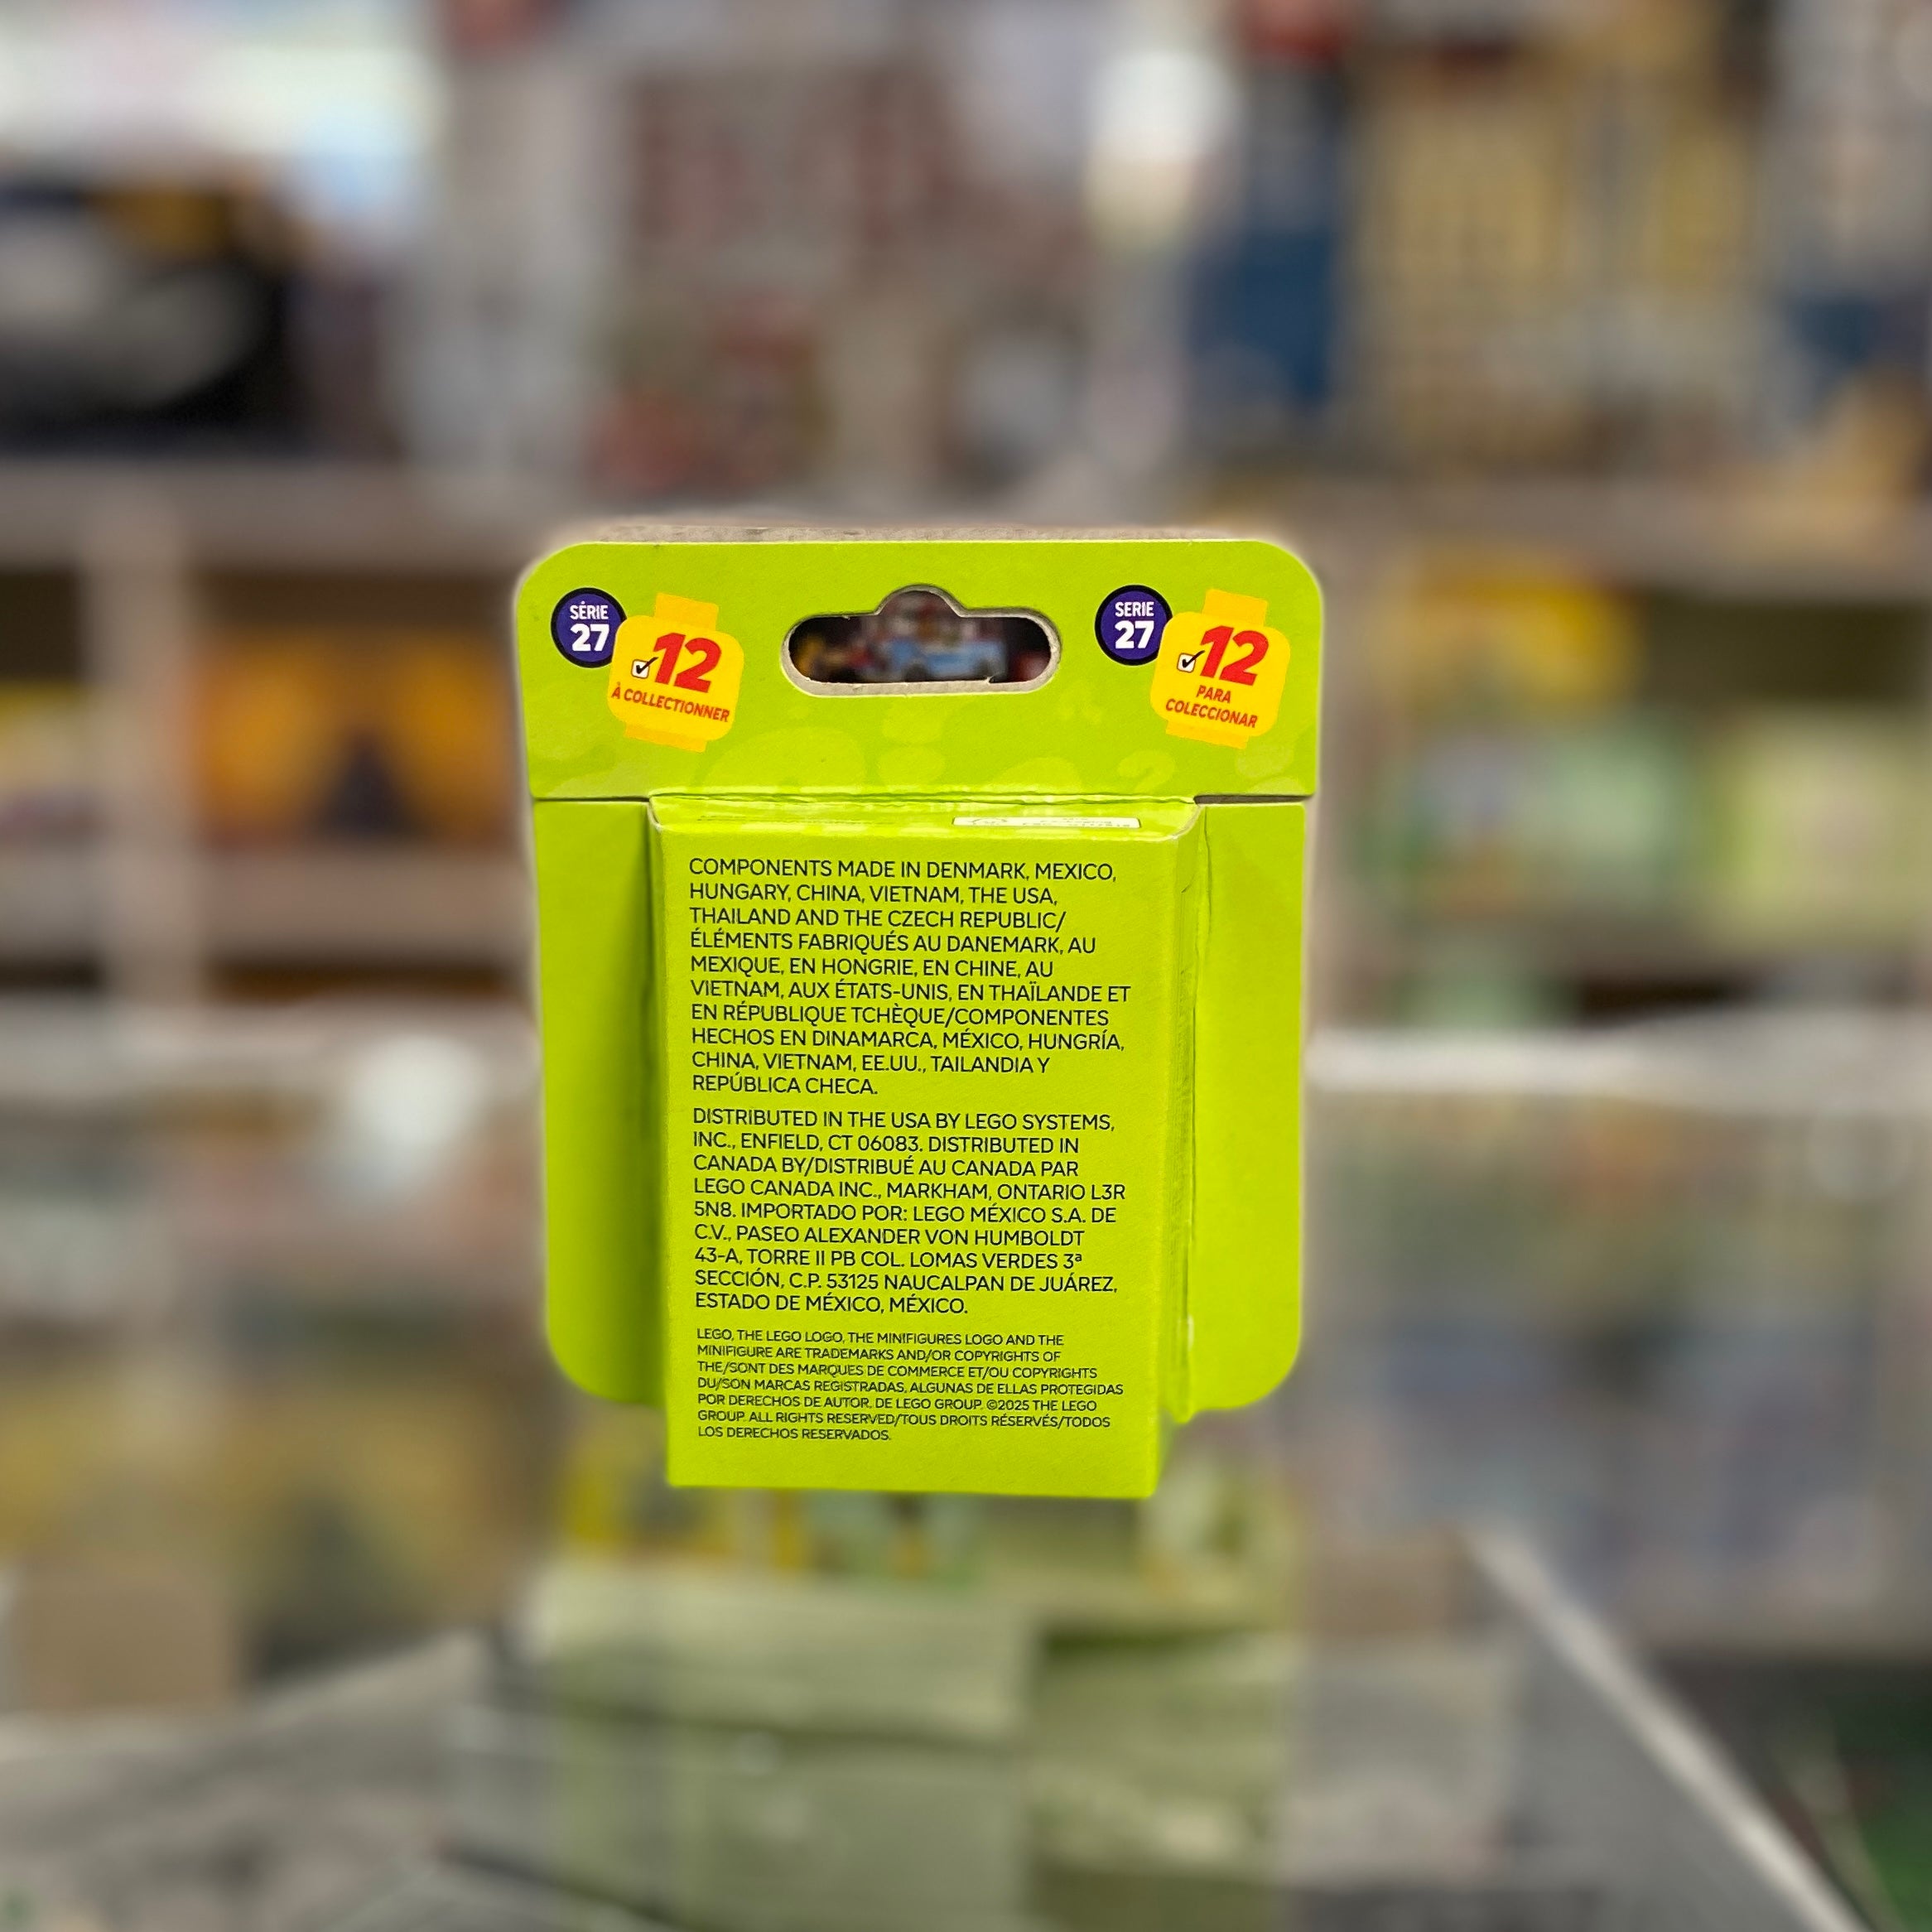 SÉRIE
27
12
À COLLECTIONNER
SERIE
27
12
PARA
COLECCIONAR
COMPONENTS MADE IN DENMARK, MEXICO,
HUNGARY, CHINA, VIETNAM, THE USA,
THAILAND AND THE CZECH REPUBLIC/
ÉLÉMENTS FABRIQUÉS AU DANEMARK, AU
MEXIQUE, EN HONGRIE, EN CHINE, AU
VIETNAM, AUX ÉTATS-UNIS, EN THAÏLANDE ET
EN RÉPUBLIQUE TCHÈQUE/COMPONENTES
HECHOS EN DINAMARCA, MÉXICO, HUNGRÍA,
CHINA, VIETNAM, EE.UU., TAILANDIA Y
REPÚBLICA CHECA.
DISTRIBUTED IN THE USA BY LEGO SYSTEMS,
INC., ENFIELD, CT 06083. DISTRIBUTED IN
CANADA BY/DISTRIBUÉ AU CANADA PAR
LEGO CANADA INC., MARKHAM, ONTARIO L3R
5N8. IMPORTADO POR: LEGO MÉXICO S.A. DE
C.V., PASEO ALEXANDER VON HUMBOLDT
43-A, TORRE II PB COL. LOMAS VERDES 3ª
SECCIÓN, C.P. 53125 NAUCALPAN DE JUÁREZ,
ESTADO DE MÉXICO, MÉXICO.
LEGO, THE LEGO LOGO, THE MINIFIGURES LOGO AND THE
MINIFIGURE ARE TRADEMARKS AND/OR COPYRIGHTS OF
THE/SONT DES MARQUES DE COMMERCE ET/OU COPYRIGHTS
DU/SON MARCAS REGISTRADAS, ALGUNAS DE ELLAS PROTEGIDAS
POR DERECHOS DE AUTOR, DE LEGO GROUP. ©2025 THE LEGO
GROUP. ALL RIGHTS RESERVED/TOUS DROITS RÉSERVÉS/TODOS
LOS DERECHOS RESERVADOS.